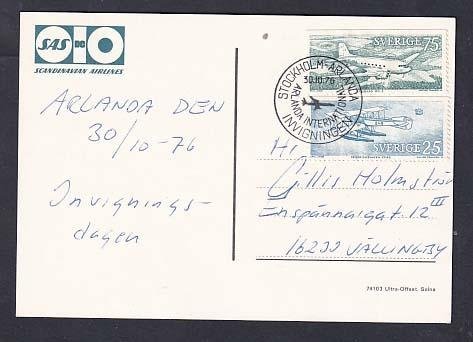 SAS DC 10
SCANDINAVIAN AIRLINES
ARLANDA DEN
30/10-76
Invignings-
dagen
SVERIGE 75
STOCKHOLM-ARLANDA
30.10.76
ARLANDA INTERNATIONAL
INVIGNINGEN
SVERIGE 25
Hr
Gillis Holmström
Enspännargat. 12 III
16233 VÄLLINGBY
74103 Ultra-Offset, Solna